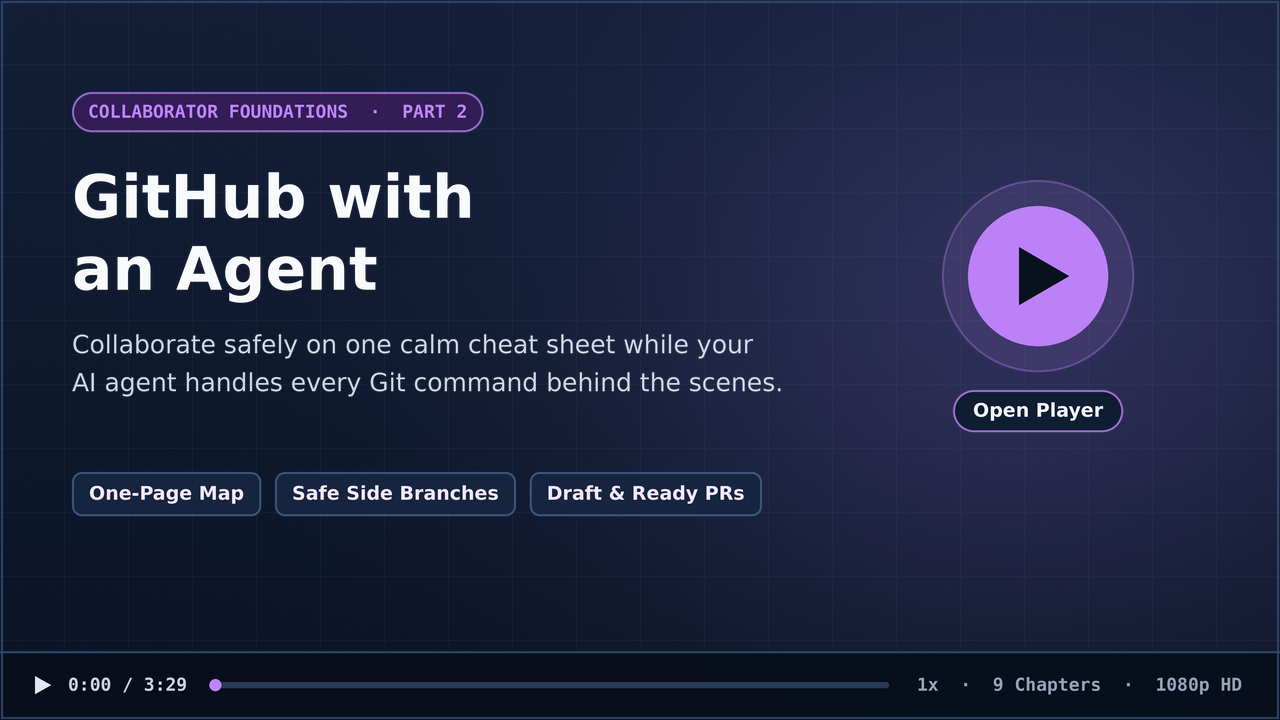 COLLABORATOR FOUNDATIONS · PART 2
GitHub with
an Agent
Collaborate safely on one calm cheat sheet while your
AI agent handles every Git command behind the scenes.
Open Player
One-Page Map
Safe Side Branches
Draft & Ready PRs
0:00 / 3:29
1x · 9 Chapters · 1080p HD